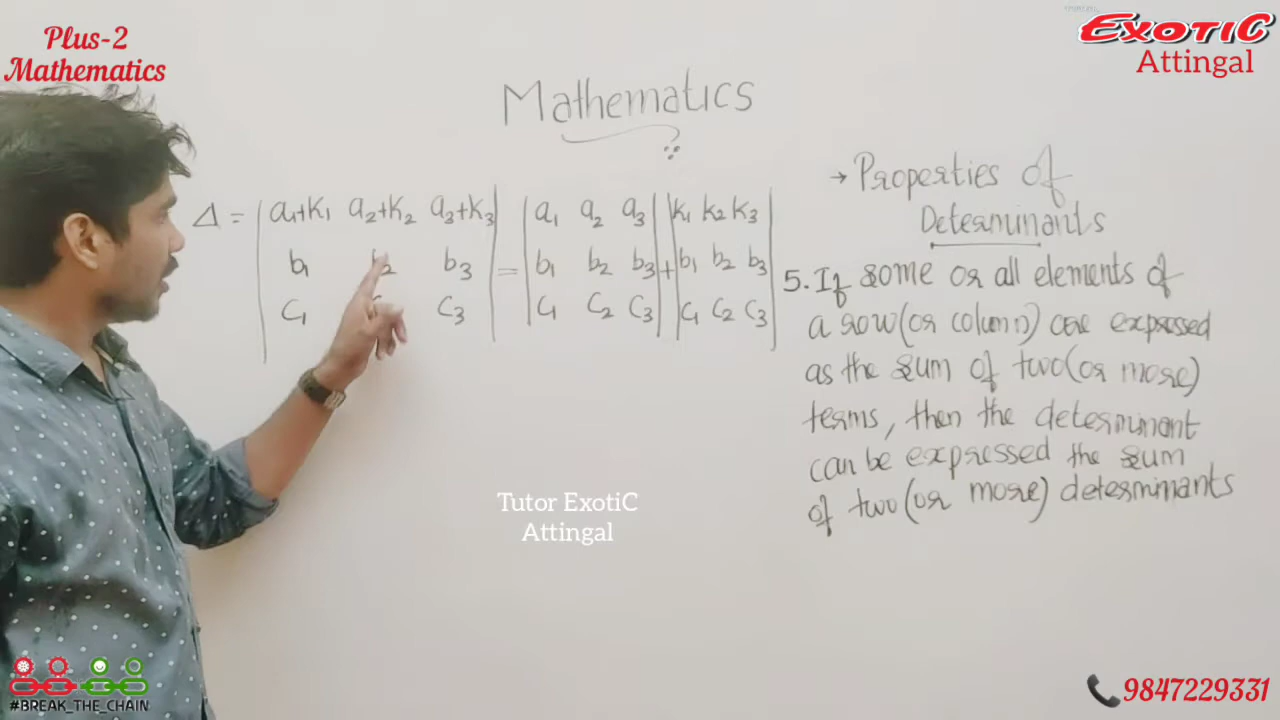 Plus-2
Mathematics
EXOTIC
Attingal
Mathematics
Δ = | a1+k1 a2+k2 a3+k3 | = | a1 a2 a3 | + | k1 k2 k3 |
| b1 b2 b3 | | b1 b2 b3 | | b1 b2 b3 |
| c1 c3 | | c1 c2 c3 | | c1 c2 c3 |
→ Properties of
Determinants
5. If some or all elements of
a row (or column) are expressed
as the sum of two (or more)
terms, then the determinant
can be expressed the sum
of two (or more) determinants
Tutor ExotiC
Attingal
#BREAK_THE_CHAIN
9847229331